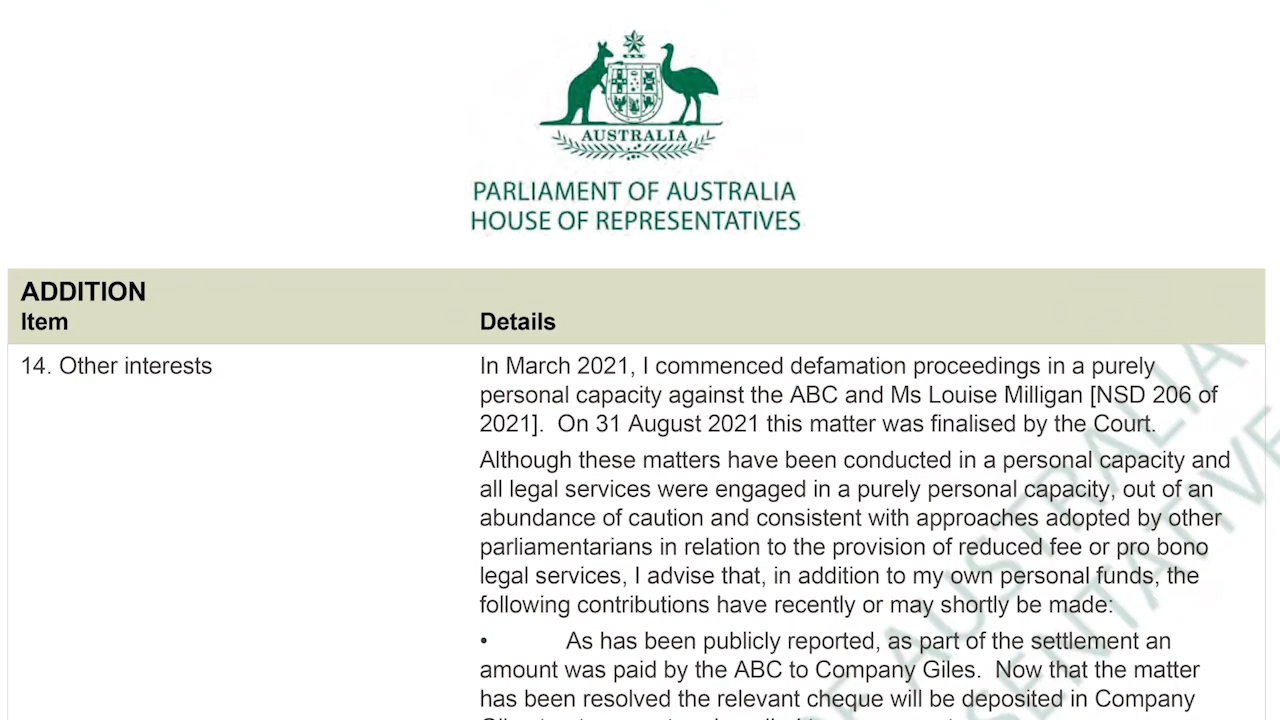 AUSTRALIA
PARLIAMENT OF AUSTRALIA
HOUSE OF REPRESENTATIVES
ADDITION
Item Details
14. Other interests In March 2021, I commenced defamation proceedings in a purely
personal capacity against the ABC and Ms Louise Milligan [NSD 206 of
2021]. On 31 August 2021 this matter was finalised by the Court.
Although these matters have been conducted in a personal capacity and
all legal services were engaged in a purely personal capacity, out of an
abundance of caution and consistent with approaches adopted by other
parliamentarians in relation to the provision of reduced fee or pro bono
legal services, I advise that, in addition to my own personal funds, the
following contributions have recently or may shortly be made:
• As has been publicly reported, as part of the settlement an
amount was paid by the ABC to Company Giles. Now that the matter
has been resolved the relevant cheque will be deposited in Company